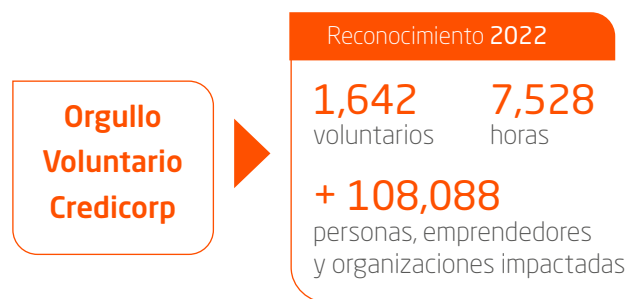 Orgullo
Voluntario
Credicorp
Reconocimiento 2022
1,642 7,528
voluntarios horas
+ 108,088
personas, emprendedores
y organizaciones impactadas